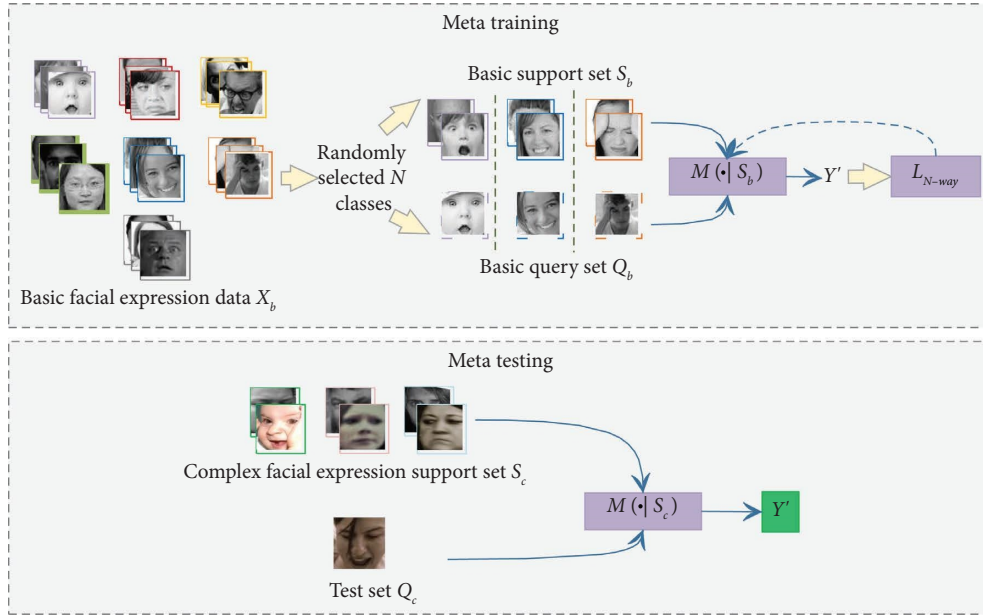 Meta training
Basic support set S_b
Randomly
selected N
classes
M (•| S_b)
Y′
L_{N–way}
Basic query set Q_b
Basic facial expression data X_b
Meta testing
Complex facial expression support set S_c
M (•| S_c)
Y′
Test set Q_c